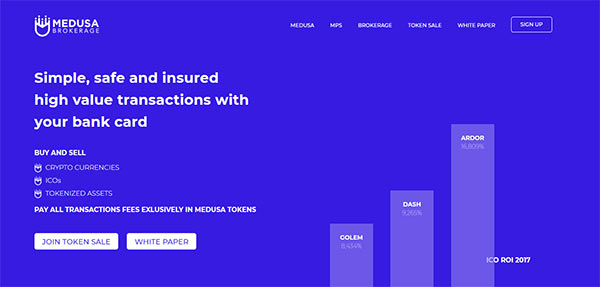 MEDUSA
BROKERAGE
MEDUSA MPS BROKERAGE TOKEN SALE WHITE PAPER SIGN UP
Simple, safe and insured
high value transactions with
your bank card
BUY AND SELL
CRYPTO CURRENCIES
ICOs
TOKENIZED ASSETS
PAY ALL TRANSACTIONS FEES EXLUSIVELY IN MEDUSA TOKENS
JOIN TOKEN SALE WHITE PAPER
GOLEM
8,434%
DASH
9,265%
ARDOR
16,809%
ICO ROI 2017